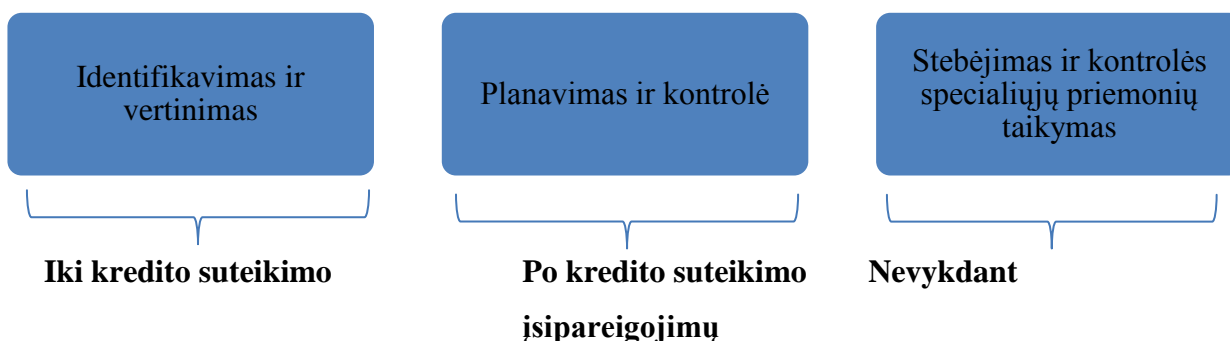 Identifikavimas ir
vertinimas
Planavimas ir kontrolė
Stebėjimas ir kontrolės
specialiųjų priemonių
taikymas
Iki kredito suteikimo
Po kredito suteikimo
Nevykdant
įsipareigojimų